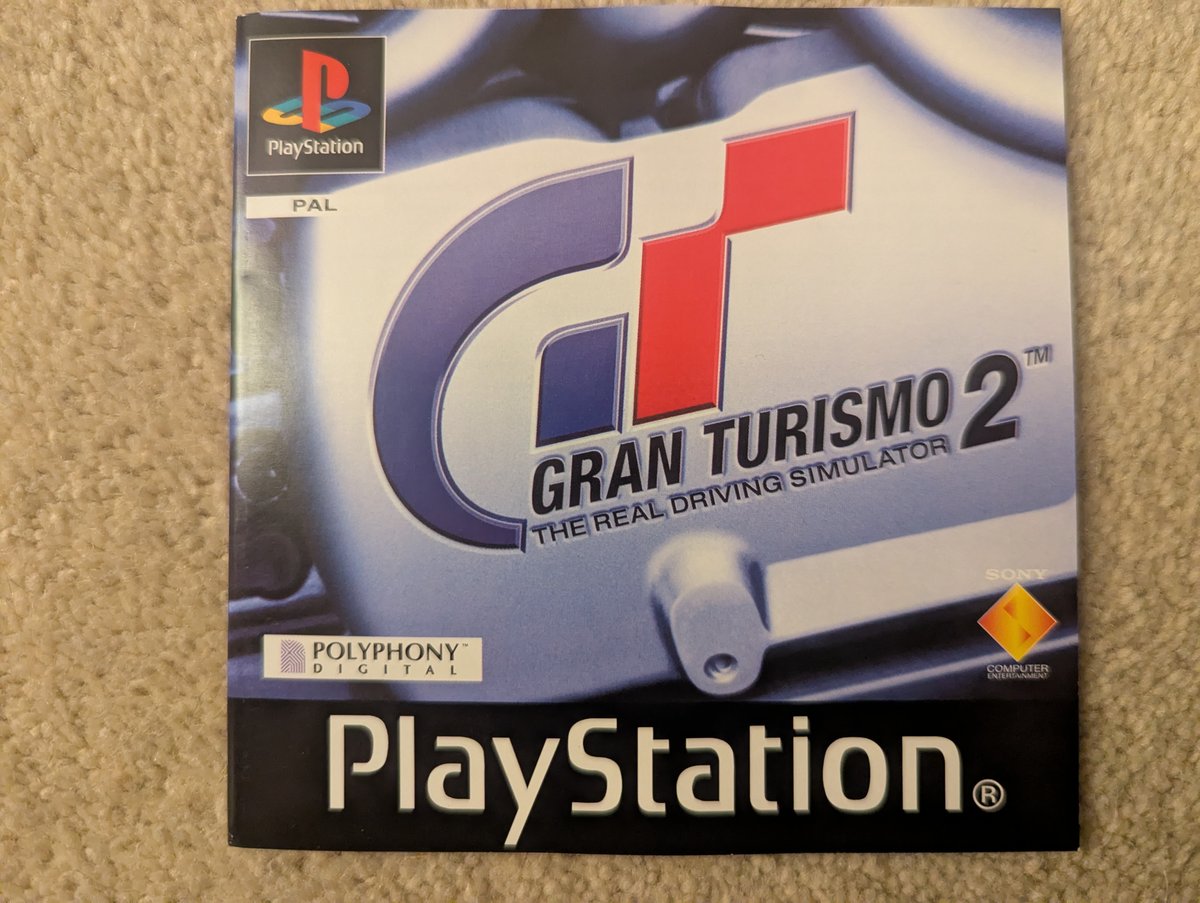 PlayStation
PAL
GRAN TURISMO 2™
THE REAL DRIVING SIMULATOR
SONY
COMPUTER
ENTERTAINMENT
POLYPHONY™
DIGITAL
PlayStation®